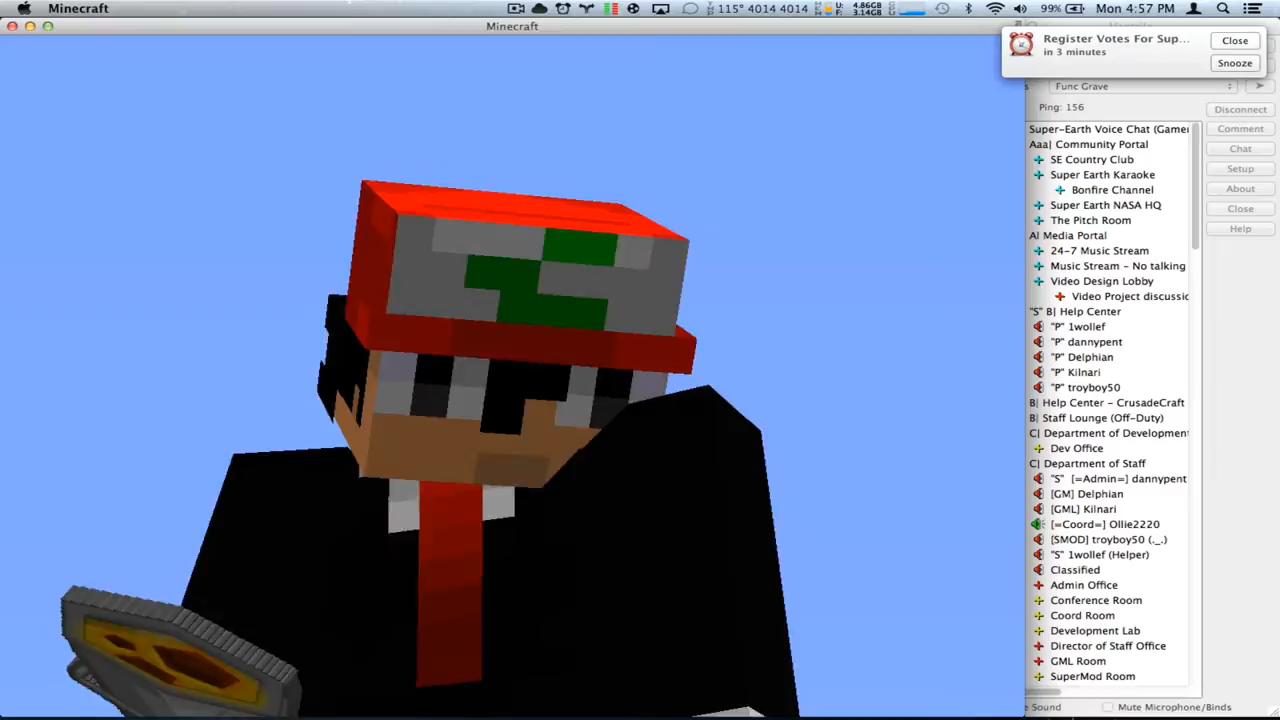 Minecraft
115° 4014 4014
U: 4.86GB
F: 3.14GB
99%
Mon 4:57 PM
Minecraft
Register Votes For Sup...
in 3 minutes
Close
Snooze
Func Grave
Ping: 156
Disconnect
Comment
Chat
Setup
About
Close
Help
Super-Earth Voice Chat (Gamer
Aaa| Community Portal
SE Country Club
Super Earth Karaoke
Bonfire Channel
Super Earth NASA HQ
The Pitch Room
AI Media Portal
24-7 Music Stream
Music Stream - No talking
Video Design Lobby
Video Project discussic
"S" B| Help Center
"P" 1wollef
"P" dannypent
"P" Delphian
"P" Kilnari
"P" troyboy50
B| Help Center - CrusadeCraft
B| Staff Lounge (Off-Duty)
C| Department of Development
Dev Office
C| Department of Staff
"S" [=Admin=] dannypent
[GM] Delphian
[GML] Kilnari
[=Coord=] Ollie2220
[SMOD] troyboy50 (._.)
"S" 1wollef (Helper)
Classified
Admin Office
Conference Room
Coord Room
Development Lab
Director of Staff Office
GML Room
SuperMod Room
e Sound
Mute Microphone/Binds